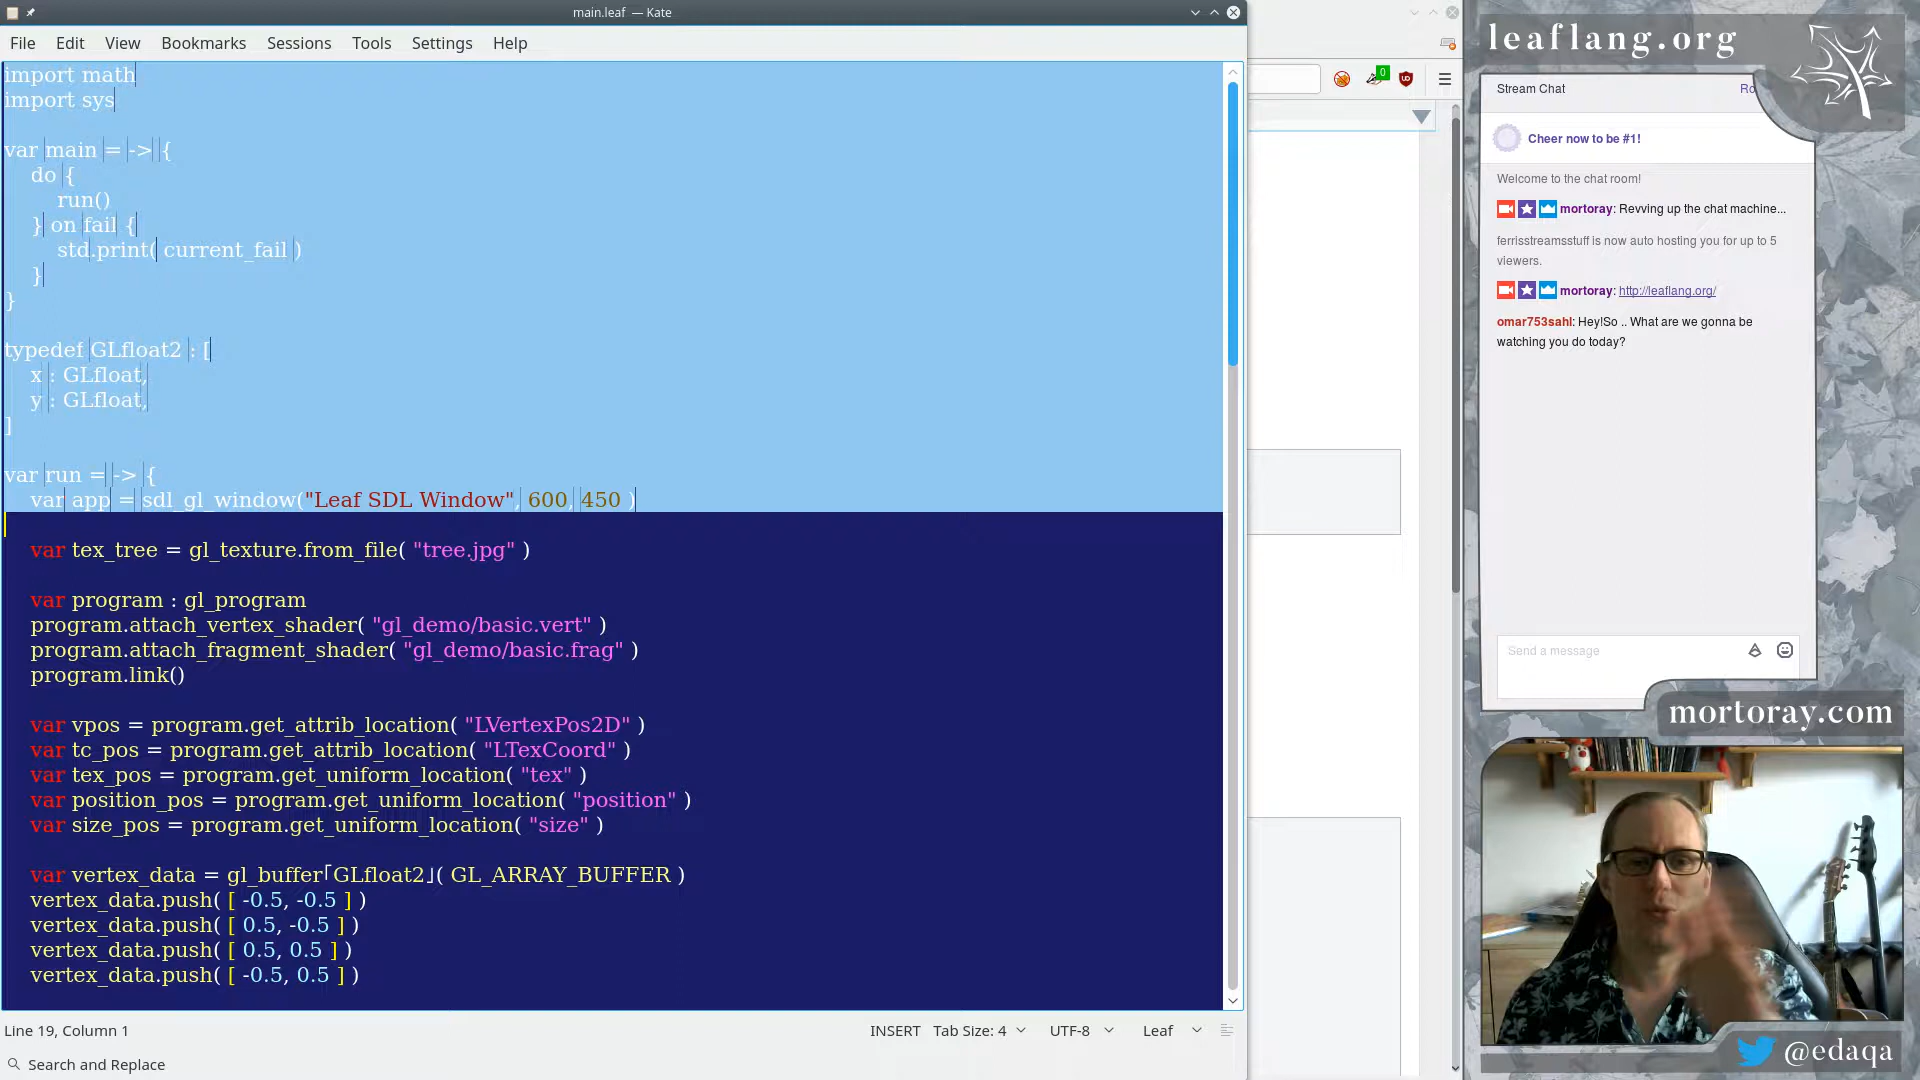 main.leaf — Kate
File Edit View Bookmarks Sessions Tools Settings Help
import math
import sys
var main = -> {
do {
run()
} on fail {
std.print( current_fail )
}
}
typedef GLfloat2 : [
x : GLfloat,
y : GLfloat,
]
var run = -> {
var app = sdl_gl_window("Leaf SDL Window", 600, 450 )
var tex_tree = gl_texture.from_file( "tree.jpg" )
var program : gl_program
program.attach_vertex_shader( "gl_demo/basic.vert" )
program.attach_fragment_shader( "gl_demo/basic.frag" )
program.link()
var vpos = program.get_attrib_location( "LVertexPos2D" )
var tc_pos = program.get_attrib_location( "LTexCoord" )
var tex_pos = program.get_uniform_location( "tex" )
var position_pos = program.get_uniform_location( "position" )
var size_pos = program.get_uniform_location( "size" )
var vertex_data = gl_buffer｢GLfloat2｣( GL_ARRAY_BUFFER )
vertex_data.push( [ -0.5, -0.5 ] )
vertex_data.push( [ 0.5, -0.5 ] )
vertex_data.push( [ 0.5, 0.5 ] )
vertex_data.push( [ -0.5, 0.5 ] )
Line 19, Column 1 INSERT Tab Size: 4 UTF-8 Leaf
Search and Replace
0
leaflang.org
Stream Chat Ro
Cheer now to be #1!
Welcome to the chat room!
mortoray: Revving up the chat machine...
ferrisstreamsstuff is now auto hosting you for up to 5
viewers.
mortoray: http://leaflang.org/
omar753sahl: Hey!So .. What are we gonna be
watching you do today?
Send a message
mortoray.com
@edaqa